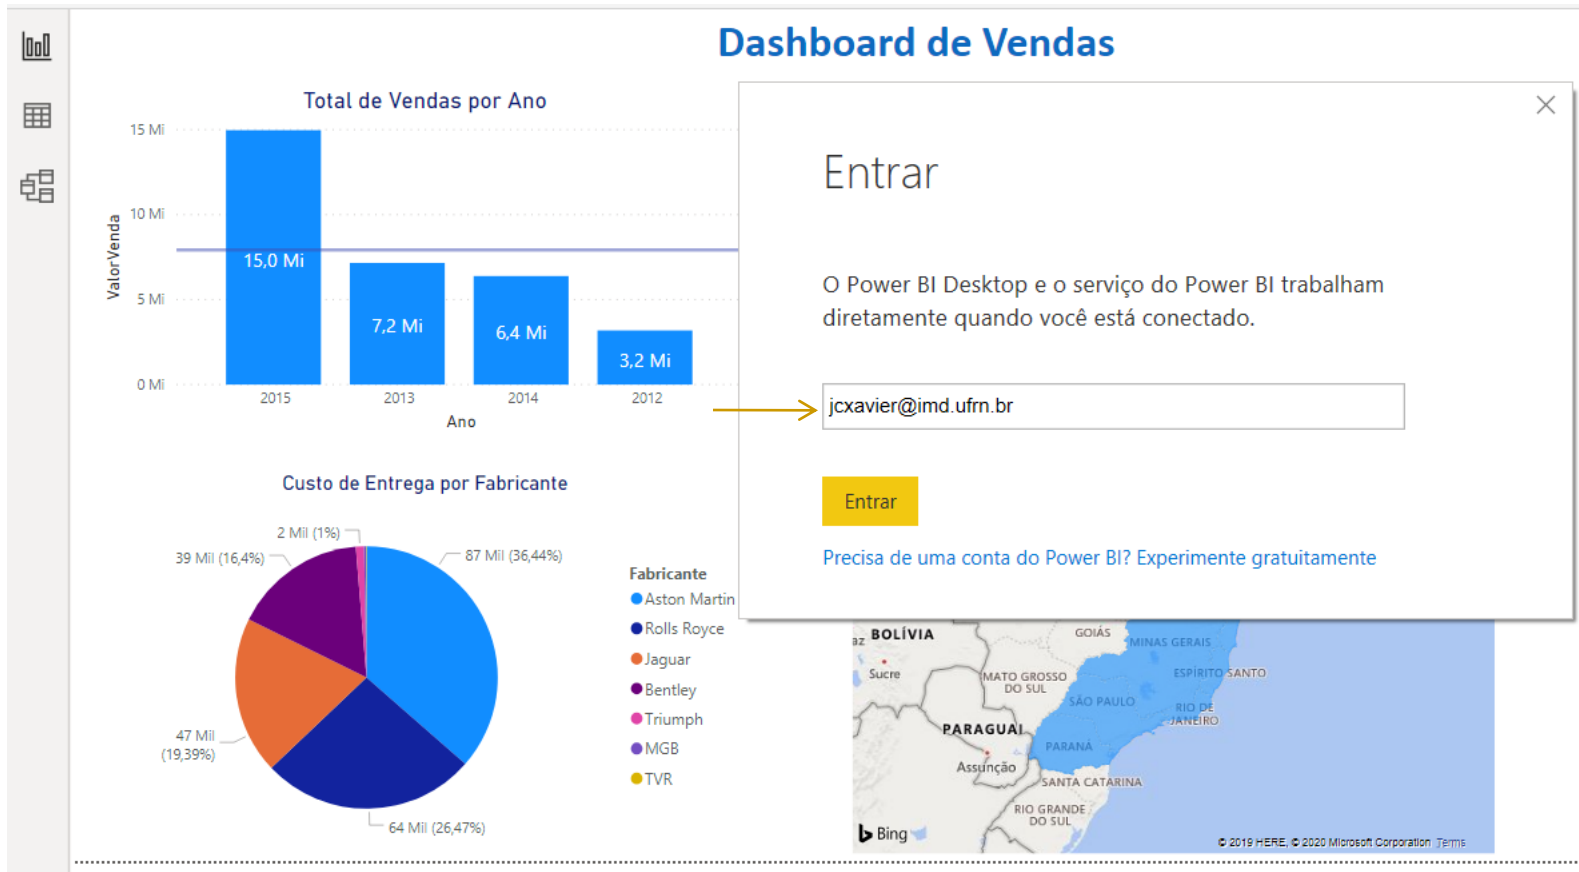 Dashboard de Vendas
Total de Vendas por Ano
15 Mi
10 Mi
5 Mi
0 Mi
ValorVenda
15,0 Mi
7,2 Mi
6,4 Mi
3,2 Mi
2015
2013
2014
2012
Ano
Entrar
O Power BI Desktop e o serviço do Power BI trabalham
diretamente quando você está conectado.
jcxavier@imd.ufrn.br
Entrar
Precisa de uma conta do Power BI? Experimente gratuitamente
Custo de Entrega por Fabricante
2 Mil (1%)
39 Mil (16,4%)
87 Mil (36,44%)
47 Mil
(19,39%)
64 Mil (26,47%)
Fabricante
Aston Martin
Rolls Royce
Jaguar
Bentley
Triumph
MGB
TVR
az
BOLÍVIA
Sucre
GOIÁS
MINAS GERAIS
MATO GROSSO
DO SUL
ESPÍRITO SANTO
SÃO PAULO
RIO DE
JANEIRO
PARAGUAI
PARANÁ
Assunção
SANTA CATARINA
RIO GRANDE
DO SUL
Bing
© 2019 HERE, © 2020 Microsoft Corporation Terms